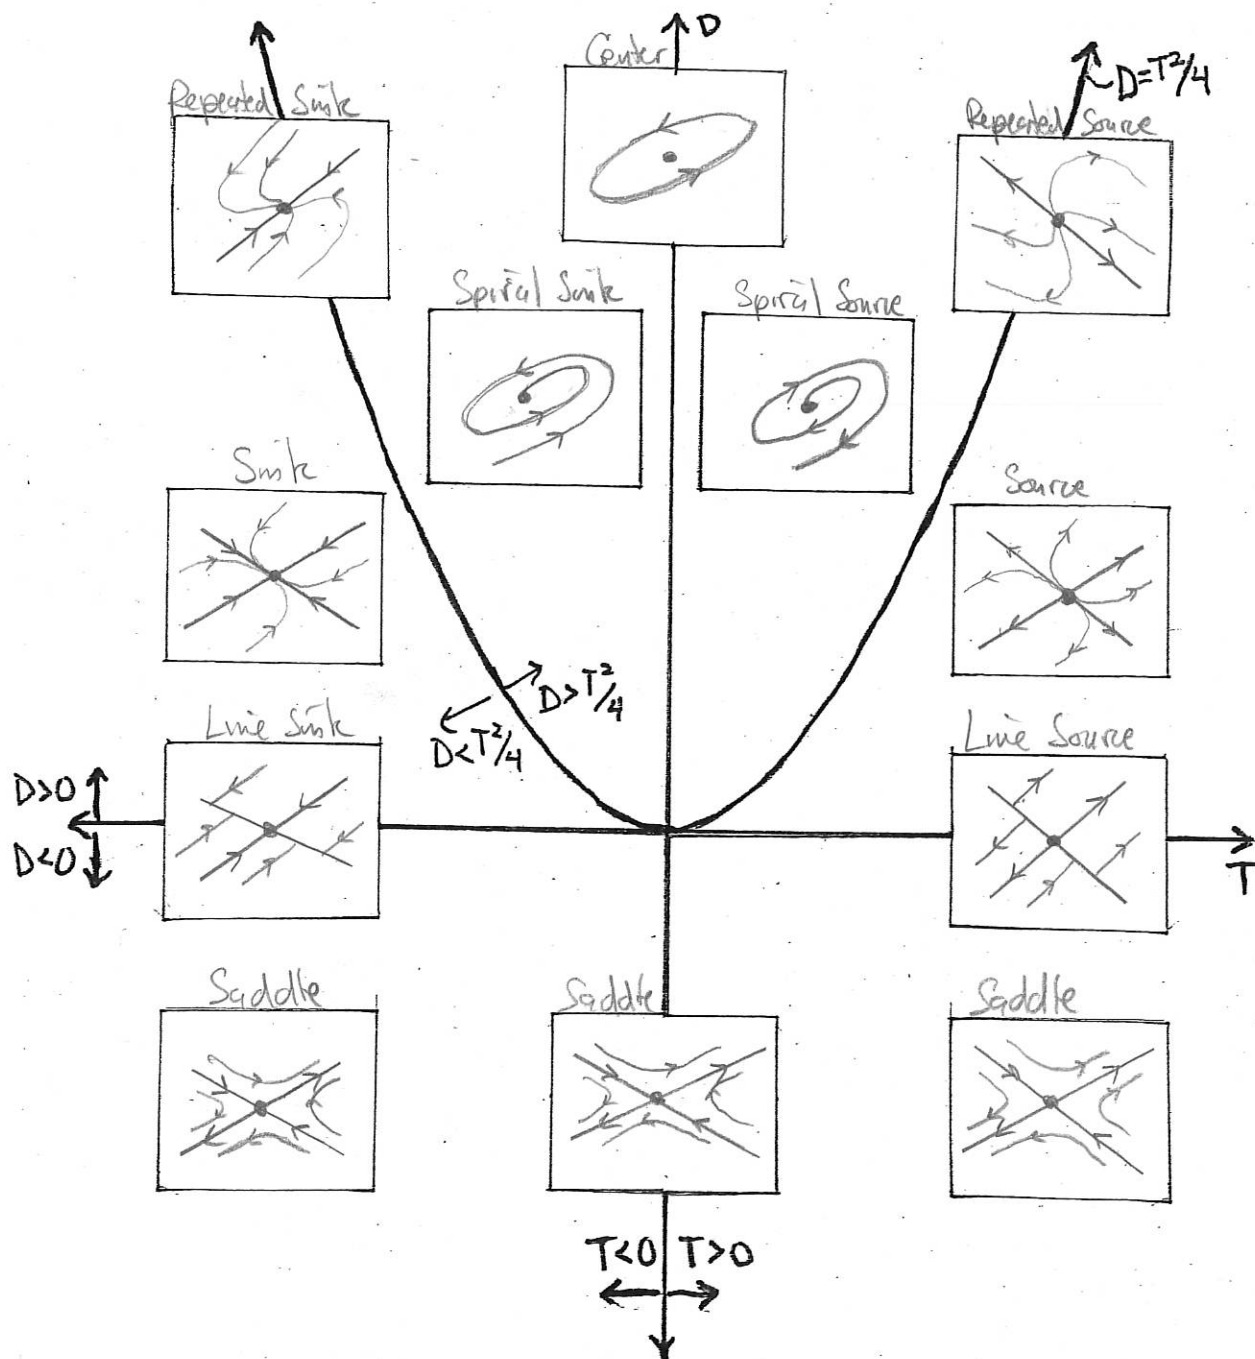 D
Center
D=T²/4
Repeated Sink
Repeated Source
Spiral Sink
Spiral Source
Sink
Source
D>T²/4
D<T²/4
Line Sink
Line Source
D>0
D<0
T
Saddle
Saddle
Saddle
T<0
T>0